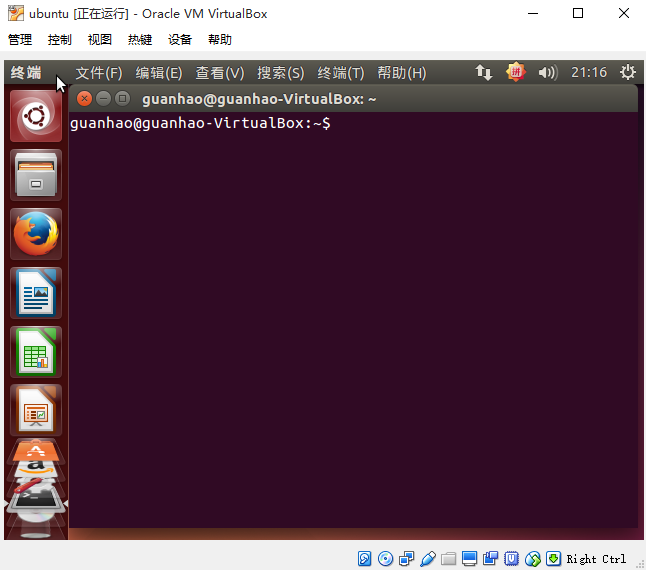 ubuntu [正在运行] - Oracle VM VirtualBox
管理 控制 视图 热键 设备 帮助
终端 文件(F) 编辑(E) 查看(V) 搜索(S) 终端(T) 帮助(H) 拼 21:16
guanhao@guanhao-VirtualBox: ~
guanhao@guanhao-VirtualBox:~$
Right Ctrl